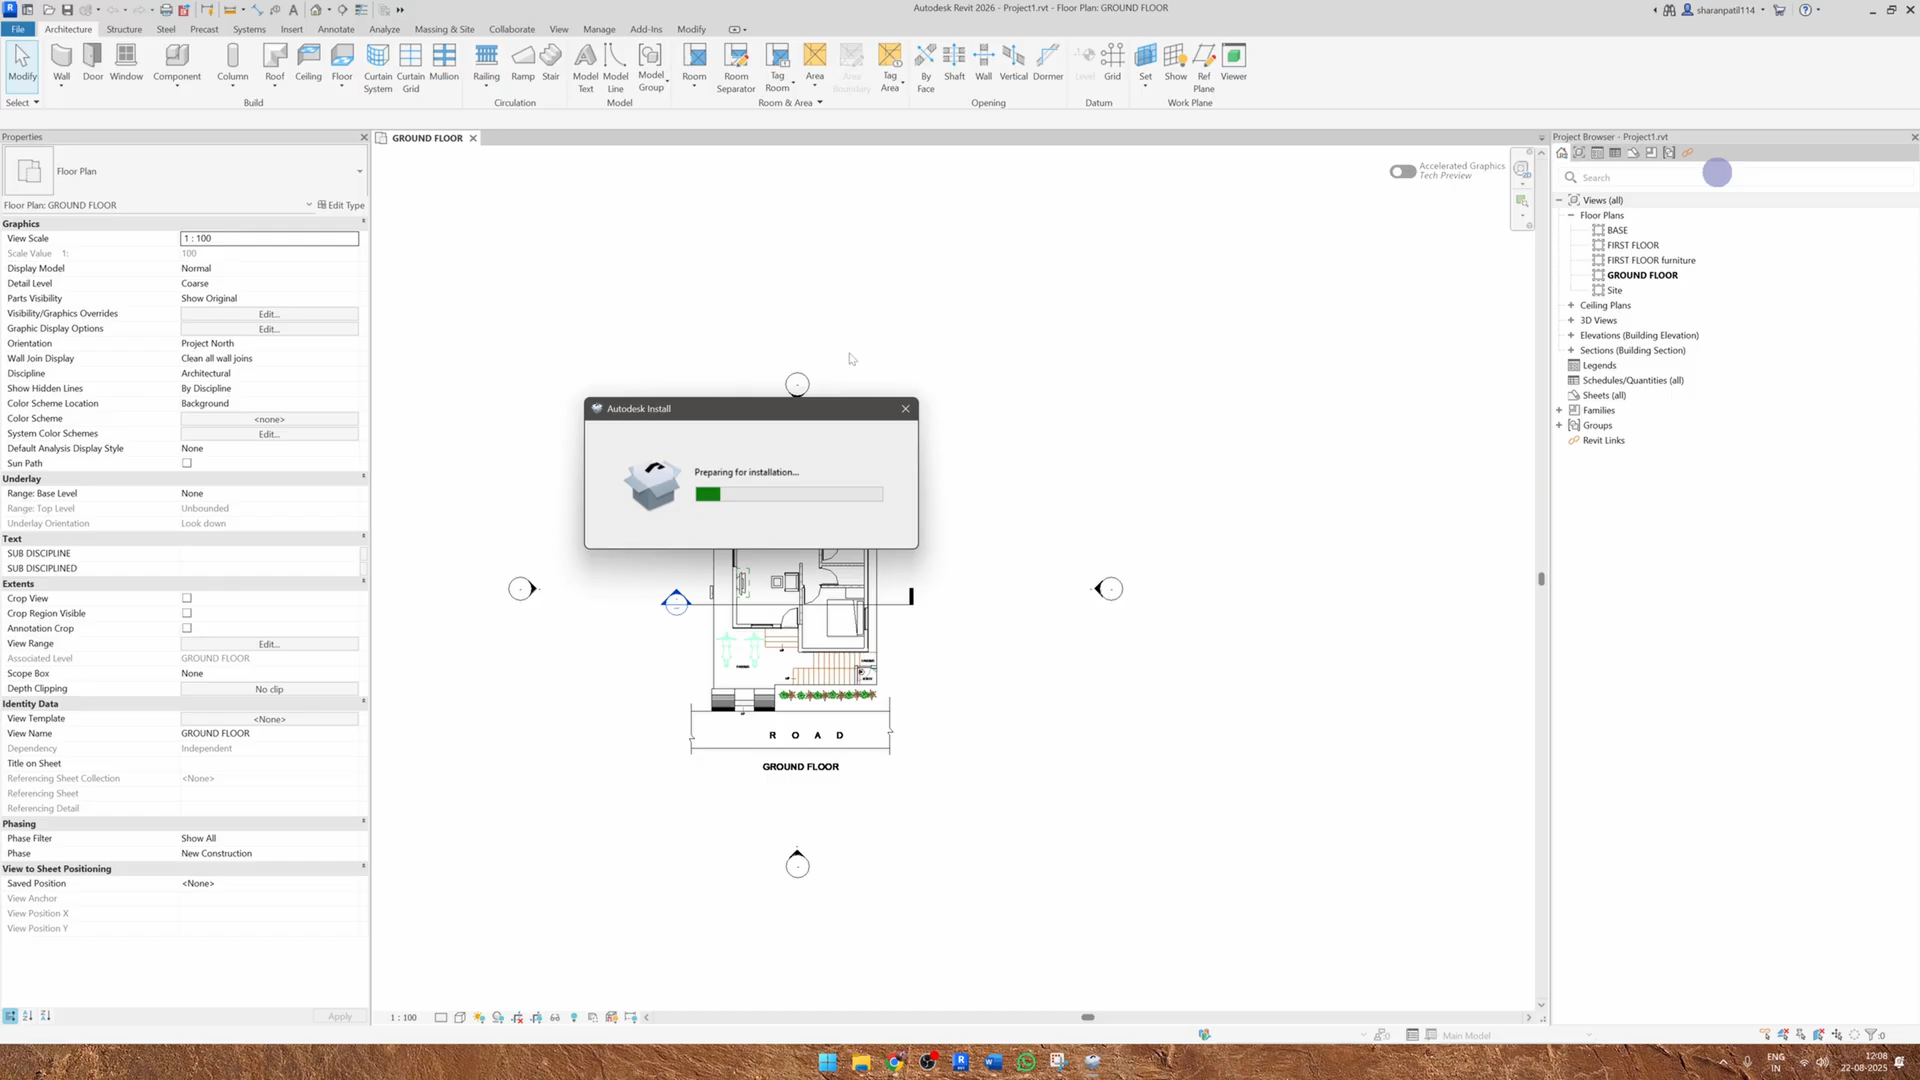 Autodesk Revit 2026 - Project1.rvt - Floor Plan: GROUND FLOOR
sharanpatil114
File Architecture Structure Steel Precast Systems Insert Annotate Analyze Massing & Site Collaborate View Manage Add-Ins Modify
Modify Wall Door Window Component Column Roof Ceiling Floor Curtain System Curtain Grid Mullion Railing Ramp Stair Model Text Model Line Model Group Room Room Separator Tag Room Area Area Boundary Tag Area By Face Shaft Wall Vertical Dormer Level Grid Set Show Ref Plane Viewer
Select Build Circulation Model Room & Area Opening Datum Work Plane
Properties
Floor Plan
Floor Plan: GROUND FLOOR Edit Type
Graphics
View Scale 1 : 100
Scale Value 1: 100
Display Model Normal
Detail Level Coarse
Parts Visibility Show Original
Visibility/Graphics Overrides Edit...
Graphic Display Options Edit...
Orientation Project North
Wall Join Display Clean all wall joins
Discipline Architectural
Show Hidden Lines By Discipline
Color Scheme Location Background
Color Scheme <none>
System Color Schemes Edit...
Default Analysis Display Style None
Sun Path
Underlay
Range: Base Level None
Range: Top Level Unbounded
Underlay Orientation Look down
Text
SUB DISCIPLINE
SUB DISCIPLINED
Extents
Crop View
Crop Region Visible
Annotation Crop
View Range Edit...
Associated Level GROUND FLOOR
Scope Box None
Depth Clipping No clip
Identity Data
View Template <None>
View Name GROUND FLOOR
Dependency Independent
Title on Sheet
Referencing Sheet Collection <None>
Referencing Sheet
Referencing Detail
Phasing
Phase Filter Show All
Phase New Construction
View to Sheet Positioning
Saved Position <None>
View Anchor
View Position X
View Position Y
Apply
GROUND FLOOR
Accelerated Graphics
Tech Preview
Autodesk Install
Preparing for installation...
R O A D
GROUND FLOOR
1 : 100
Project Browser - Project1.rvt
Search
Views (all)
Floor Plans
BASE
FIRST FLOOR
FIRST FLOOR furniture
GROUND FLOOR
Site
Ceiling Plans
3D Views
Elevations (Building Elevation)
Sections (Building Section)
Legends
Schedules/Quantities (all)
Sheets (all)
Families
Groups
Revit Links
:0
Main Model
:0
ENG
IN
12:08
22-08-2025